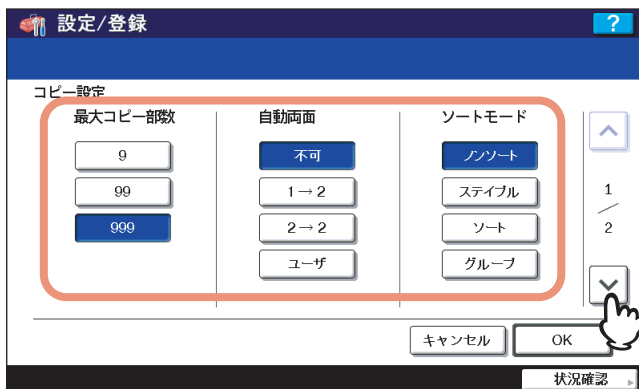 設定/登録
?
コピー設定
最大コピー部数
自動両面
ソートモード
9
不可
ノンソート
99
1→2
ステイプル
1
999
2→2
ソート
2
ユーザ
グループ
キャンセル
OK
状況確認